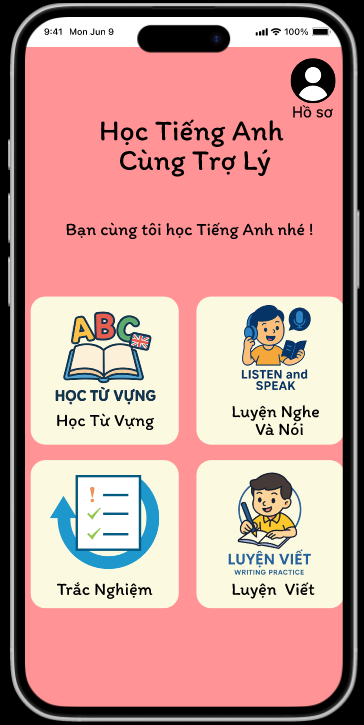 9:41 Mon Jun 9 100%
Hồ sơ
Học Tiếng Anh
Cùng Trợ Lý
Bạn cùng tôi học Tiếng Anh nhé !
ABC
HỌC TỪ VỰNG
Học Từ Vựng
LISTEN and
SPEAK
Luyện Nghe
Và Nói
Trắc Nghiệm
LUYỆN VIẾT
WRITING PRACTICE
Luyện Viết